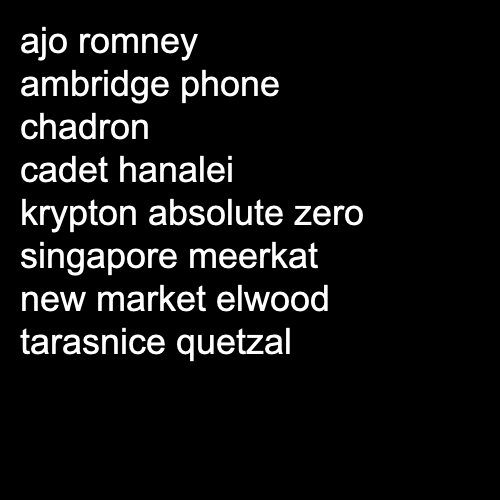 ajo romney
ambridge phone
chadron
cadet hanalei
krypton absolute zero
singapore meerkat
new market elwood
tarasnice quetzal